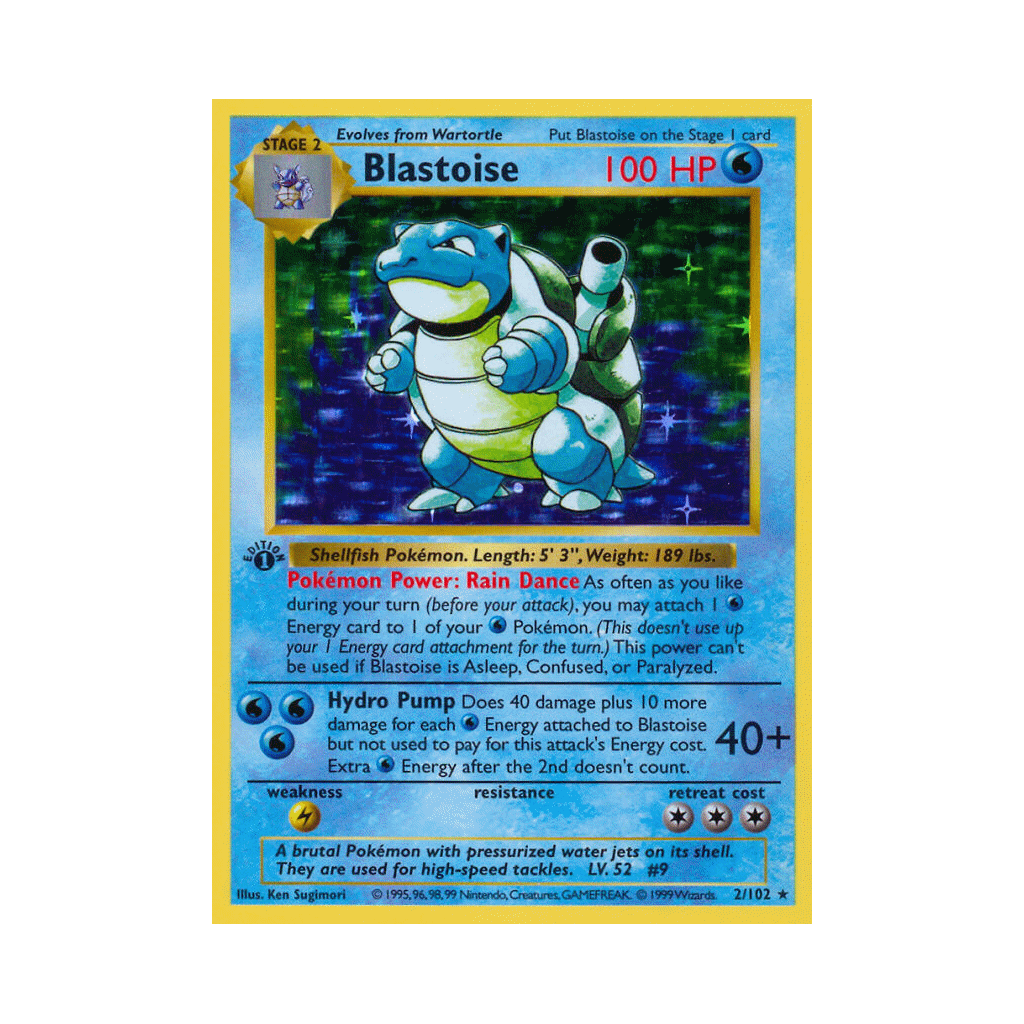 Evolves from Wartortle Put Blastoise on the Stage 1 card
STAGE 2
Blastoise 100 HP
EDITION
1
Shellfish Pokémon. Length: 5' 3", Weight: 189 lbs.
Pokémon Power: Rain Dance As often as you like
during your turn (before your attack), you may attach 1
Energy card to 1 of your Pokémon. (This doesn't use up
your 1 Energy card attachment for the turn.) This power can't
be used if Blastoise is Asleep, Confused, or Paralyzed.
Hydro Pump Does 40 damage plus 10 more
damage for each Energy attached to Blastoise
but not used to pay for this attack's Energy cost.
Extra Energy after the 2nd doesn't count.
40+
weakness resistance retreat cost
A brutal Pokémon with pressurized water jets on its shell.
They are used for high-speed tackles. LV. 52 #9
Illus. Ken Sugimori © 1995, 96, 98, 99 Nintendo, Creatures, GAMEFREAK. © 1999 Wizards. 2/102 ★